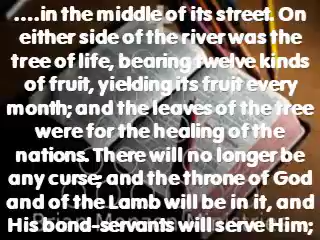 ....in the middle of its street. On
either side of the river was the
tree of life, bearing twelve kinds
of fruit, yielding its fruit every
month; and the leaves of the tree
were for the healing of the
nations. There will no longer be
any curse; and the throne of God
and of the Lamb will be in it, and
His bond-servants will serve Him;